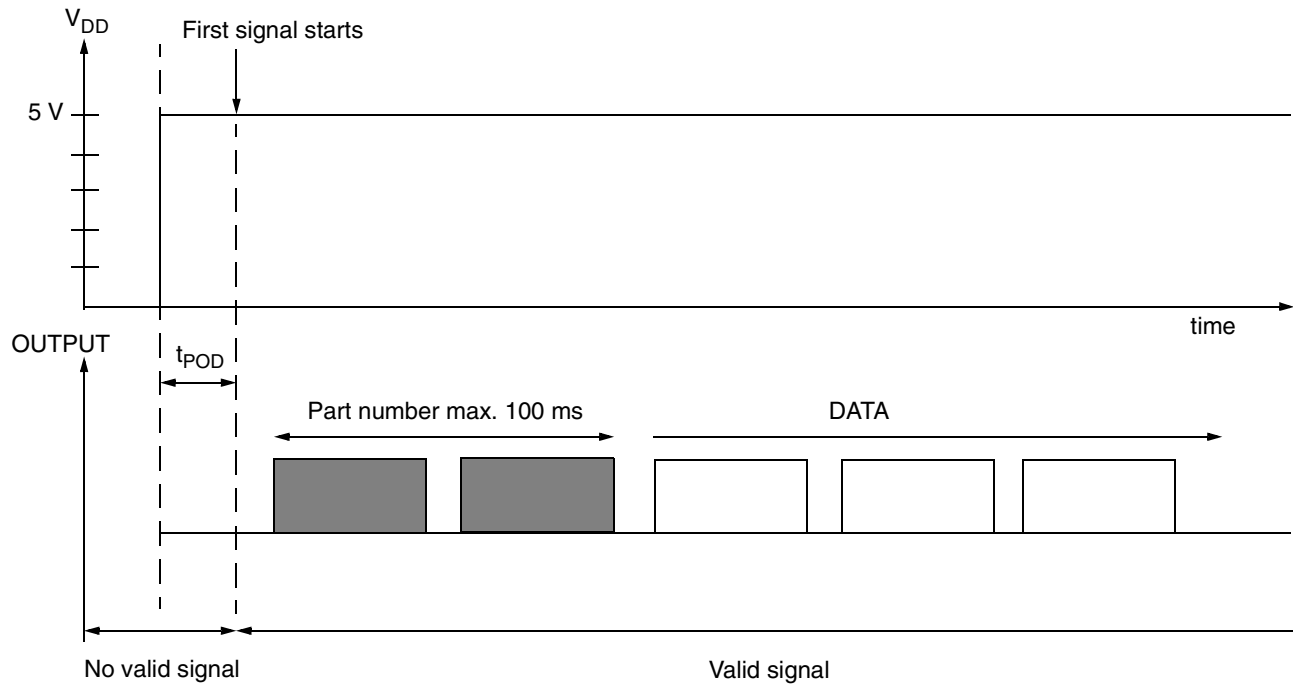 V_DD
First signal starts
5 V
time
OUTPUT
t_POD
Part number max. 100 ms
DATA
No valid signal
Valid signal